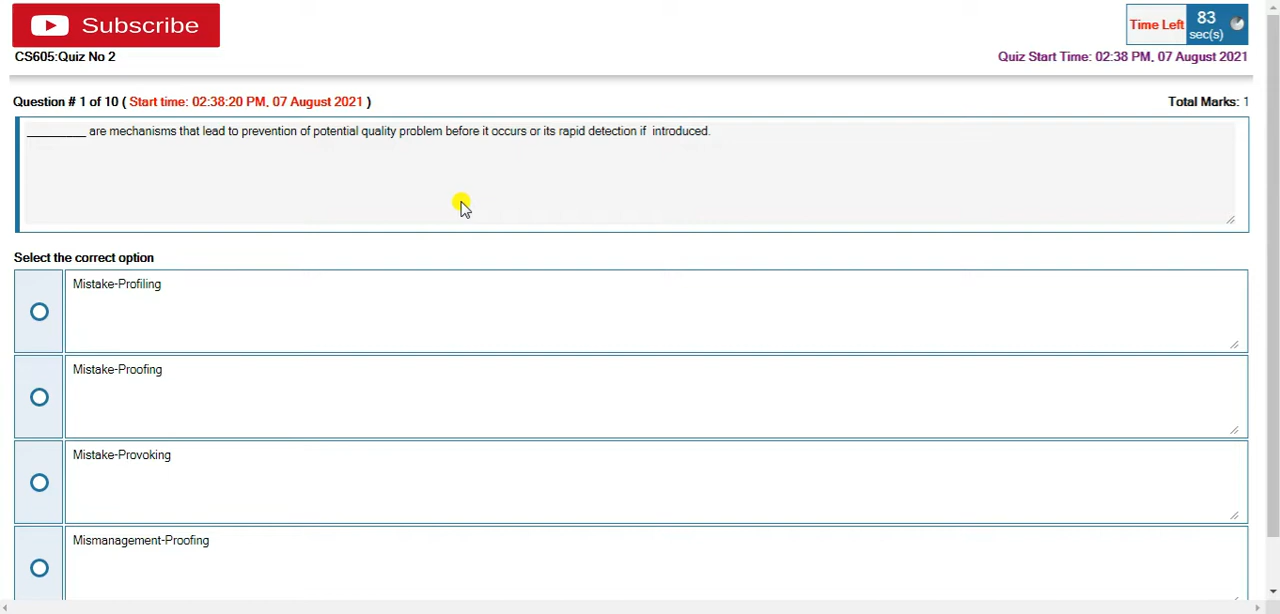 Subscribe
Time Left 83 sec(s)
CS605:Quiz No 2
Quiz Start Time: 02:38 PM, 07 August 2021
Question # 1 of 10 ( Start time: 02:38:20 PM, 07 August 2021 )
Total Marks: 1
_________ are mechanisms that lead to prevention of potential quality problem before it occurs or its rapid detection if introduced.
Select the correct option
Mistake-Profiling
Mistake-Proofing
Mistake-Provoking
Mismanagement-Proofing